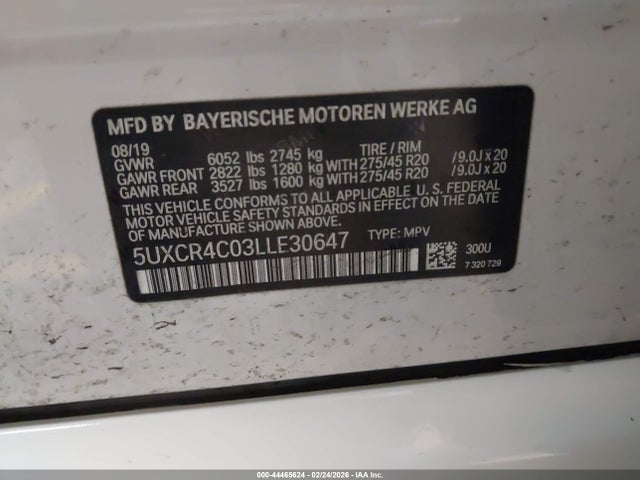 MFD BY BAYERISCHE MOTOREN WERKE AG
08/19
GVWR 6052 lbs 2745 kg TIRE / RIM
GAWR FRONT 2822 lbs 1280 kg WITH 275/45 R20 / 9.0J x 20
GAWR REAR 3527 lbs 1600 kg WITH 275/45 R20 / 9.0J x 20
THIS VEHICLE CONFORMS TO ALL APPLICABLE U. S. FEDERAL
MOTOR VEHICLE SAFETY STANDARDS IN EFFECT ON THE DATE
OF MANUFACTURE SHOWN ABOVE.
5UXCR4C03LLE30647 TYPE: MPV
300U
7 320 729
000-44465624 - 02/24/2026 - IAA Inc.